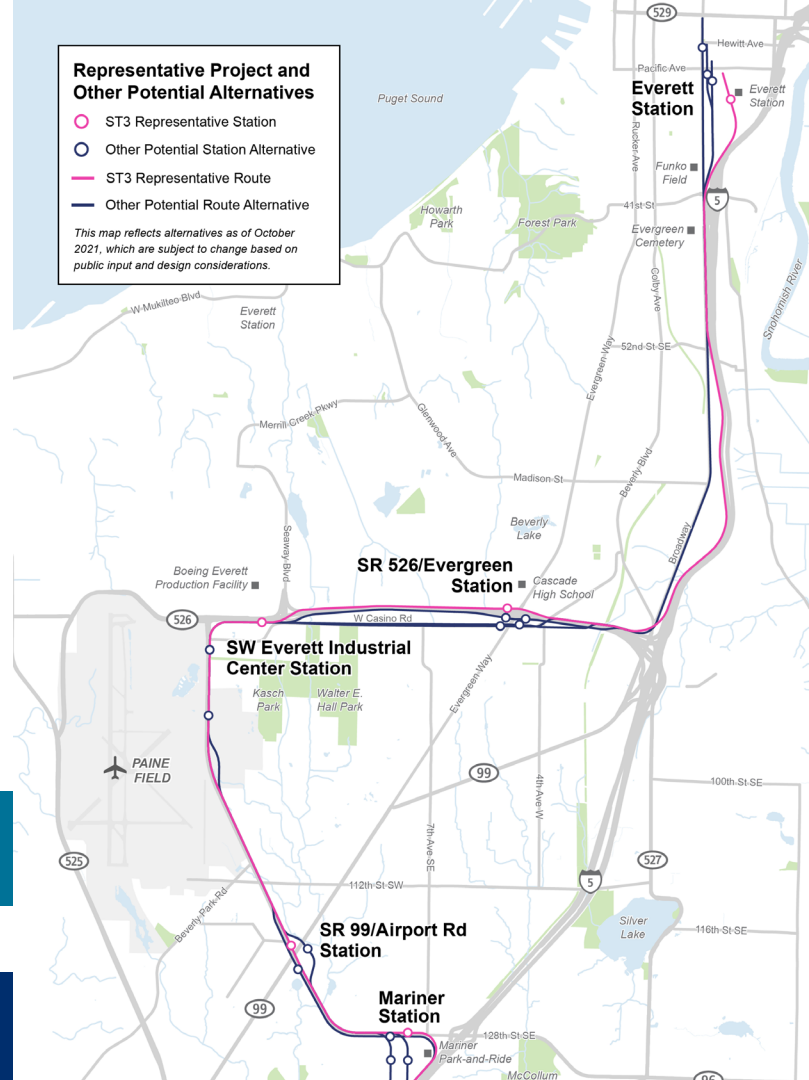 529
Hewitt Ave
Pacific Ave
Everett
Station
Everett
Station
Representative Project and
Other Potential Alternatives
ST3 Representative Station
Other Potential Station Alternative
ST3 Representative Route
Other Potential Route Alternative
This map reflects alternatives as of October
2021, which are subject to change based on
public input and design considerations.
Puget Sound
Rucker Ave
Funko
Field
5
41st St
Howarth
Park
Forest Park
Evergreen
Cemetery
Colby Ave
Snohomish River
W Mukilteo Blvd
Everett
Station
52nd St SE
Evergreen Way
Merrill Creek Pkwy
Glenwood Ave
Madison St
Beverly Blvd
Broadway
Beverly
Lake
Seaway Blvd
SR 526/Evergreen
Station
Cascade
High School
Boeing Everett
Production Facility
526
W Casino Rd
SW Everett Industrial
Center Station
Kasch
Park
Walter E.
Hall Park
Evergreen Way
PAINE
FIELD
99
4th Ave W
100th St SE
7th Ave SE
525
527
5
112th St SW
Beverly Park Rd
SR 99/Airport Rd
Station
Silver
Lake
116th St SE
99
Mariner
Station
128th St SE
Mariner
Park-and-Ride
McCollum
96